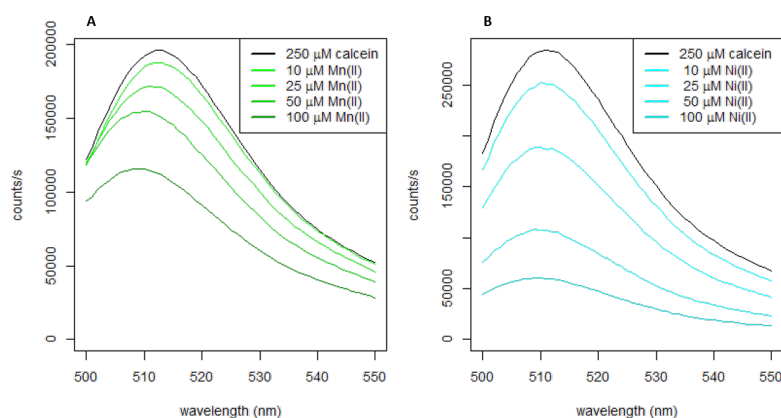 A
counts/s
200000
150000
100000
50000
0
250 μM calcein
10 μM Mn(II)
25 μM Mn(II)
50 μM Mn(II)
100 μM Mn(II)
500 510 520 530 540 550
wavelength (nm)
B
counts/s
250000
150000
50000
0
250 μM calcein
10 μM Ni(II)
25 μM Ni(II)
50 μM Ni(II)
100 μM Ni(II)
500 510 520 530 540 550
wavelength (nm)